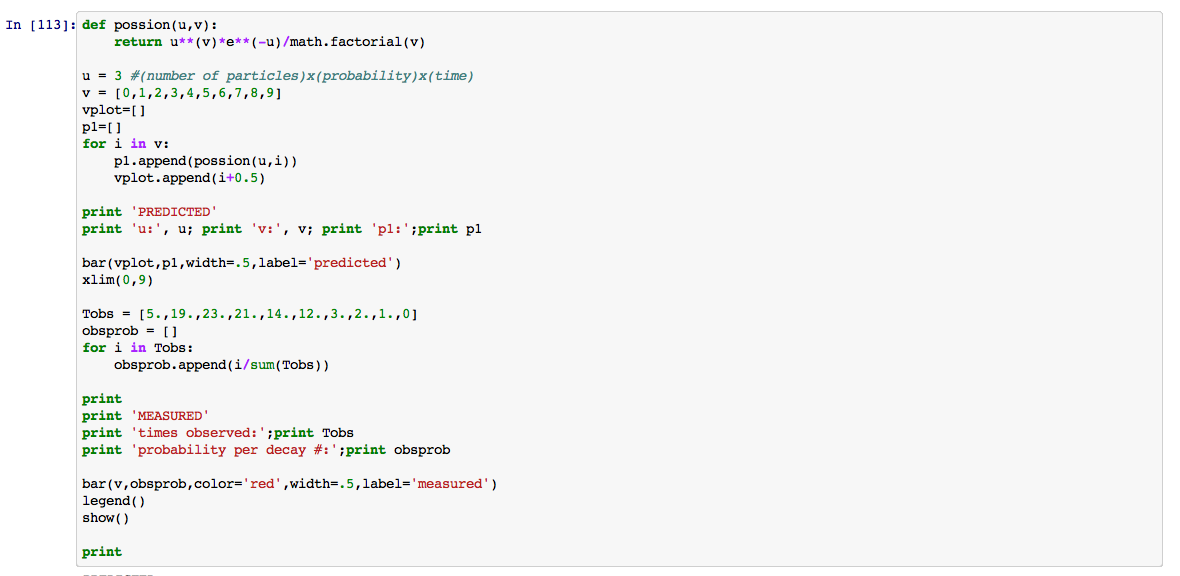 In [113]: def possion(u,v):
    return u**(v)*e**(-u)/math.factorial(v)

u = 3 #(number of particles)x(probability)x(time)
v = [0,1,2,3,4,5,6,7,8,9]
vplot=[]
p1=[]
for i in v:
    p1.append(possion(u,i))
    vplot.append(i+0.5)

print 'PREDICTED'
print 'u:', u; print 'v:', v; print 'p1:';print p1

bar(vplot,p1,width=.5,label='predicted')
xlim(0,9)

Tobs = [5.,19.,23.,21.,14.,12.,3.,2.,1.,0]
obsprob = []
for i in Tobs:
    obsprob.append(i/sum(Tobs))

print
print 'MEASURED'
print 'times observed:';print Tobs
print 'probability per decay #:';print obsprob

bar(v,obsprob,color='red',width=.5,label='measured')
legend()
show()

print